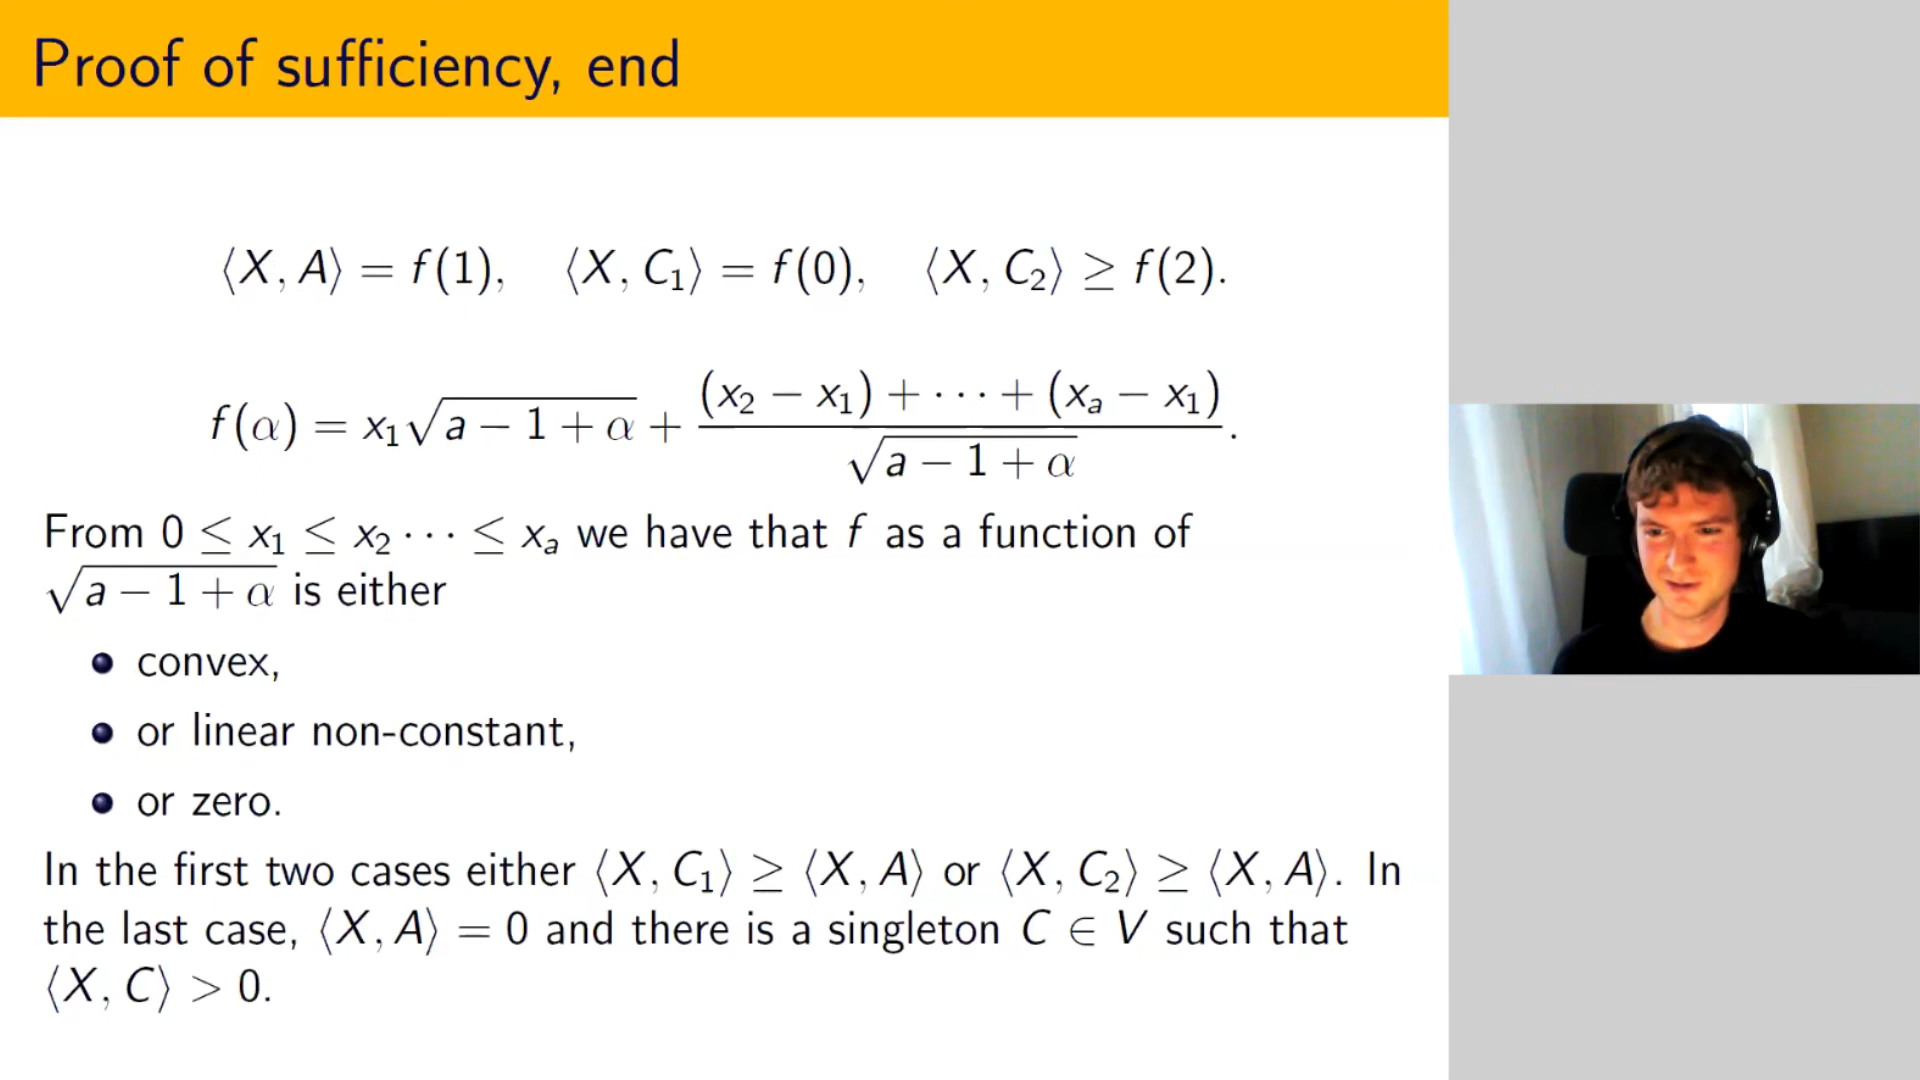 Proof of sufficiency, end
⟨X, A⟩ = f(1), ⟨X, C₁⟩ = f(0), ⟨X, C₂⟩ ≥ f(2).
f(α) = x₁√(a − 1 + α) + ((x₂ − x₁) + ··· + (xₐ − x₁)) / √(a − 1 + α).
From 0 ≤ x₁ ≤ x₂ ··· ≤ xₐ we have that f as a function of
√(a − 1 + α) is either
• convex,
• or linear non-constant,
• or zero.
In the first two cases either ⟨X, C₁⟩ ≥ ⟨X, A⟩ or ⟨X, C₂⟩ ≥ ⟨X, A⟩. In
the last case, ⟨X, A⟩ = 0 and there is a singleton C ∈ V such that
⟨X, C⟩ > 0.